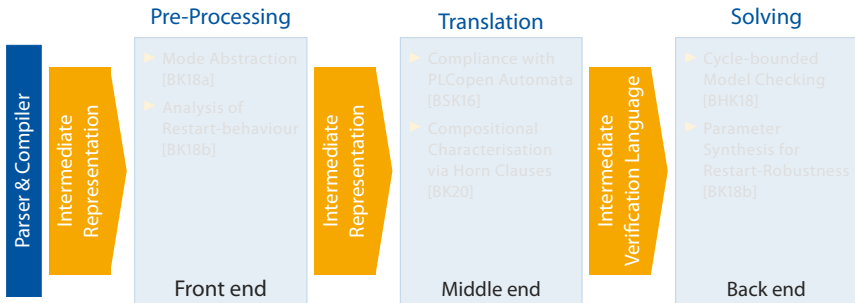 Parser & Compiler
Intermediate
Representation
Pre-Processing
Mode Abstraction
[BK18a]
Analysis of
Restart-behaviour
[BK18b]
Front end
Intermediate
Representation
Translation
Compliance with
PLCopen Automata
[BSK16]
Compositional
Characterisation
via Horn Clauses
[BK20]
Middle end
Intermediate
Verification Language
Solving
Cycle-bounded
Model Checking
[BHK18]
Parameter
Synthesis for
Restart-Robustness
[BK18b]
Back end